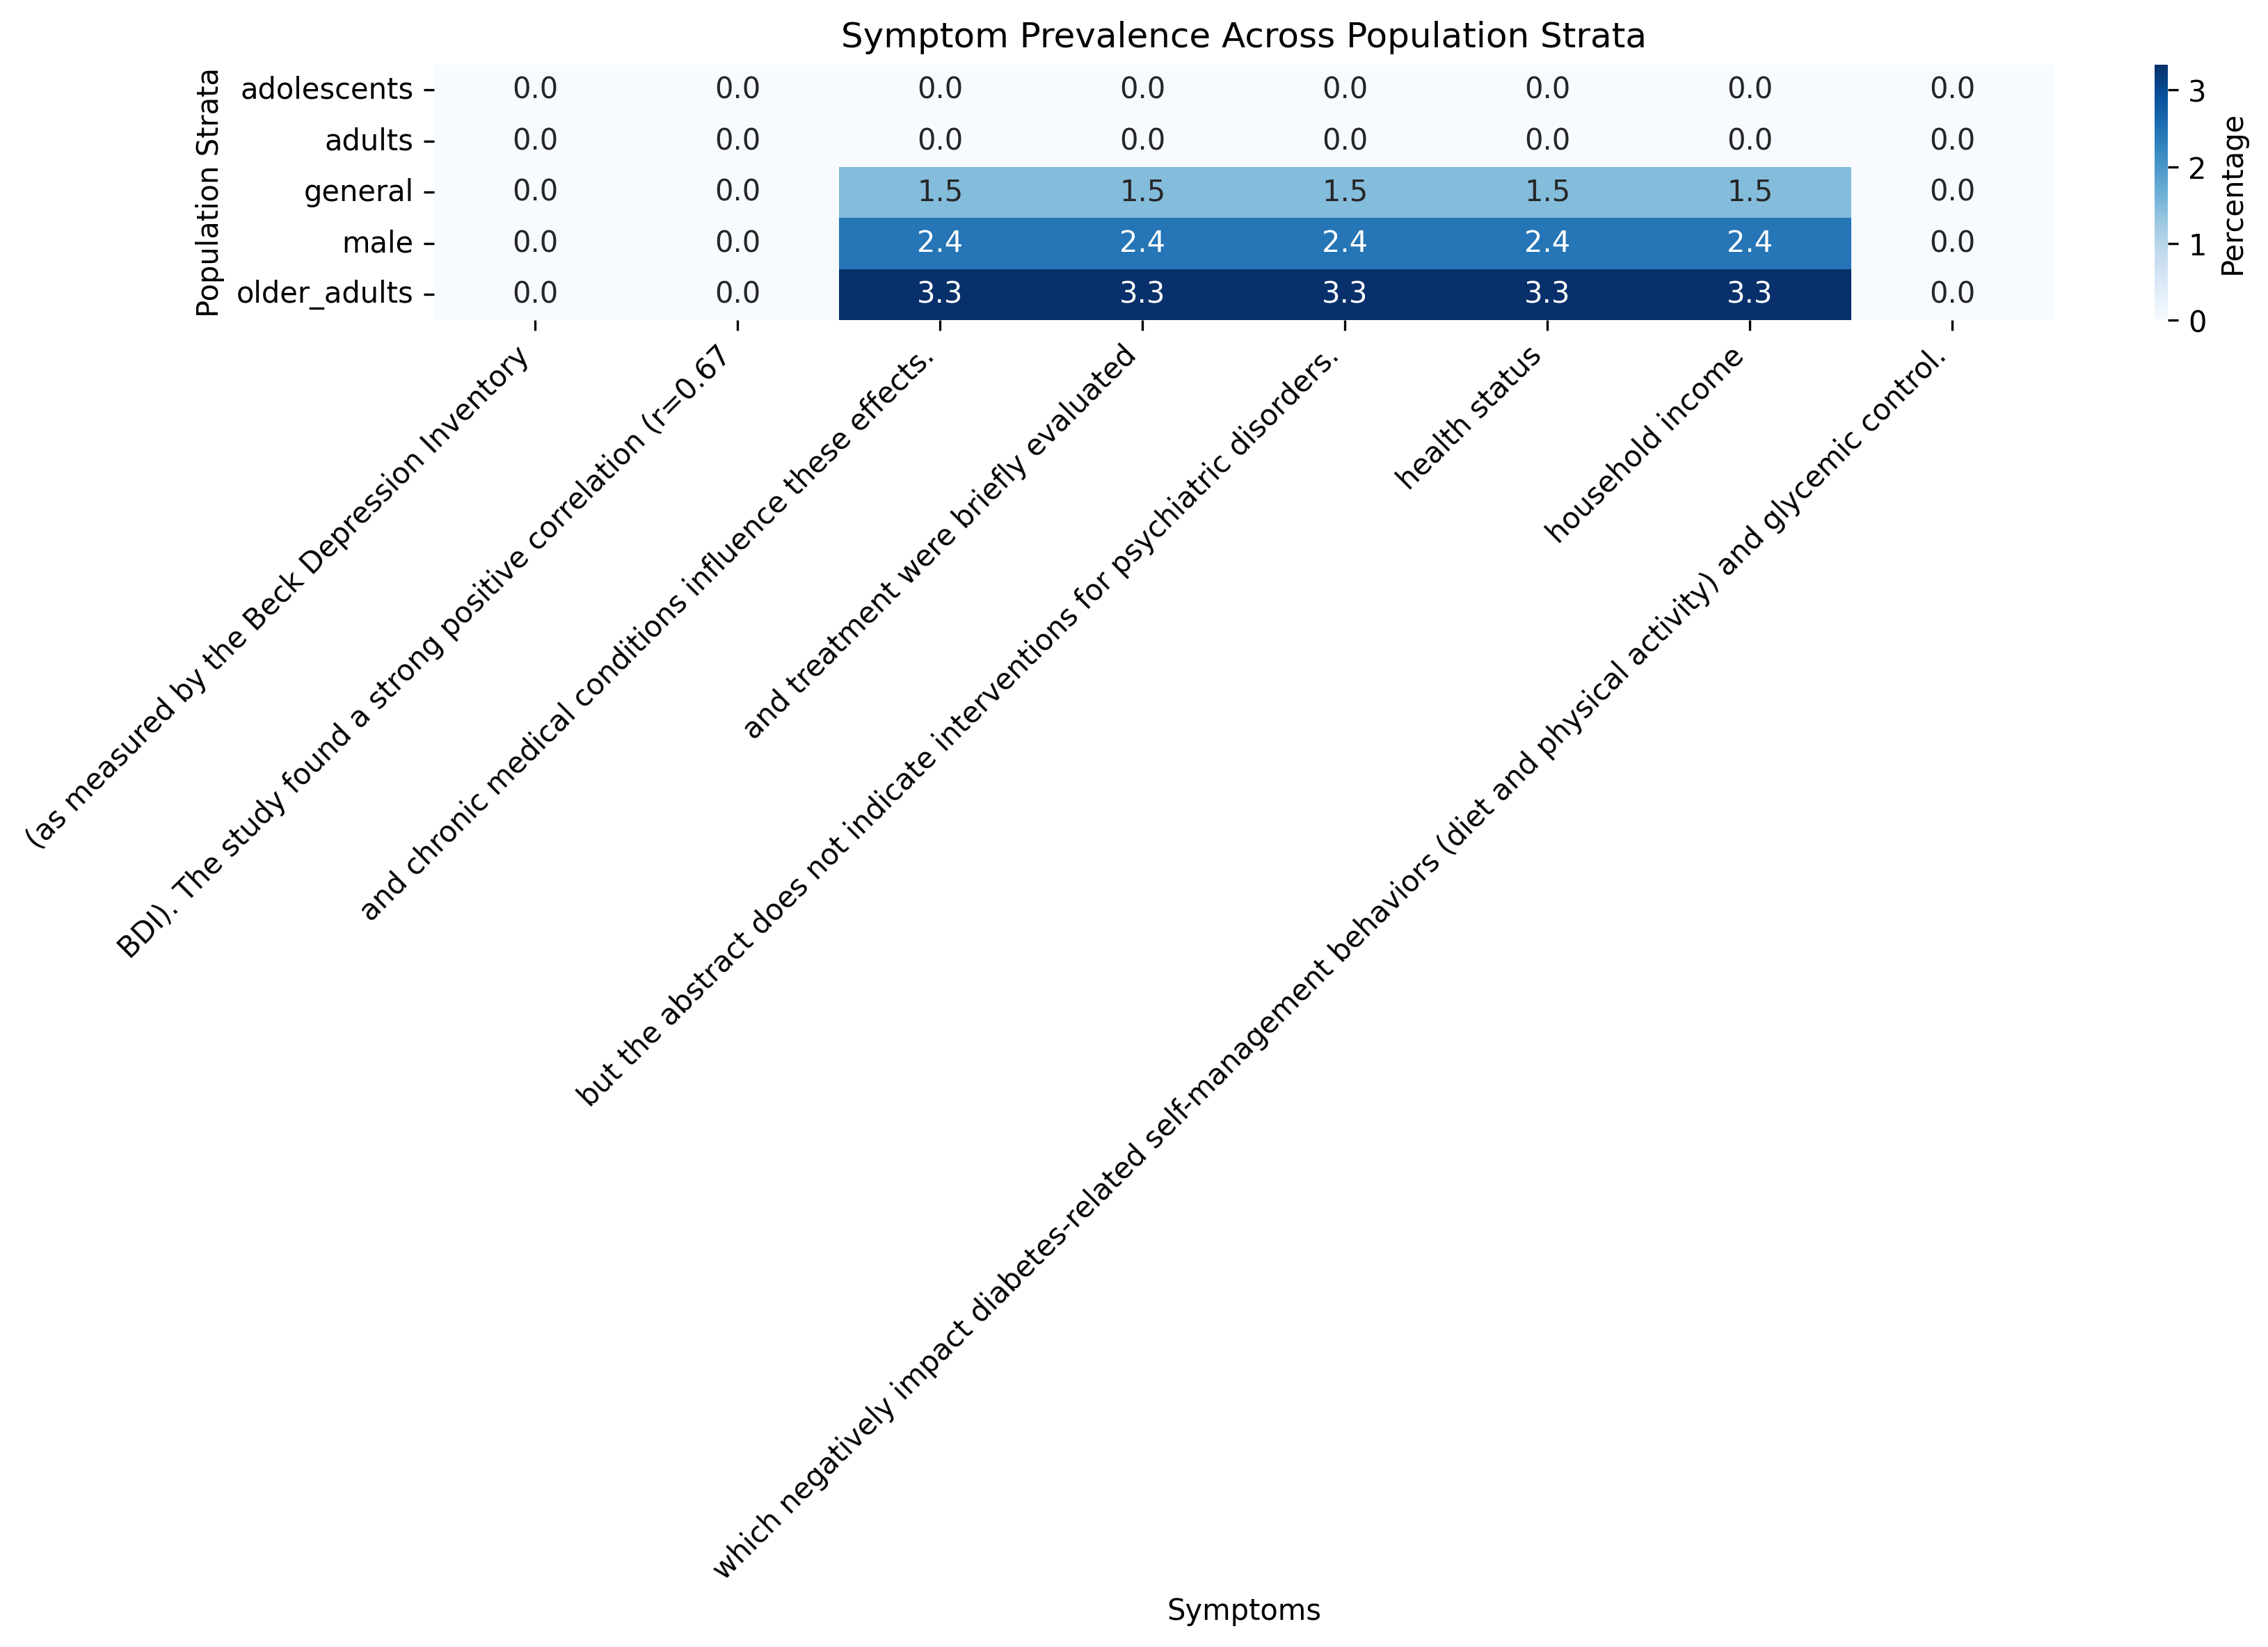 Symptom Prevalence Across Population Strata
Population Strata
adolescents 0.0 0.0 0.0 0.0 0.0 0.0 0.0 0.0
adults 0.0 0.0 0.0 0.0 0.0 0.0 0.0 0.0
general 0.0 0.0 1.5 1.5 1.5 1.5 1.5 0.0
male 0.0 0.0 2.4 2.4 2.4 2.4 2.4 0.0
older_adults 0.0 0.0 3.3 3.3 3.3 3.3 3.3 0.0
(as measured by the Beck Depression Inventory
BDI). The study found a strong positive correlation (r=0.67
and chronic medical conditions influence these effects.
and treatment were briefly evaluated
but the abstract does not indicate interventions for psychiatric disorders.
health status
household income
which negatively impact diabetes-related self-management behaviors (diet and physical activity) and glycemic control.
Symptoms
3
2
1
0
Percentage